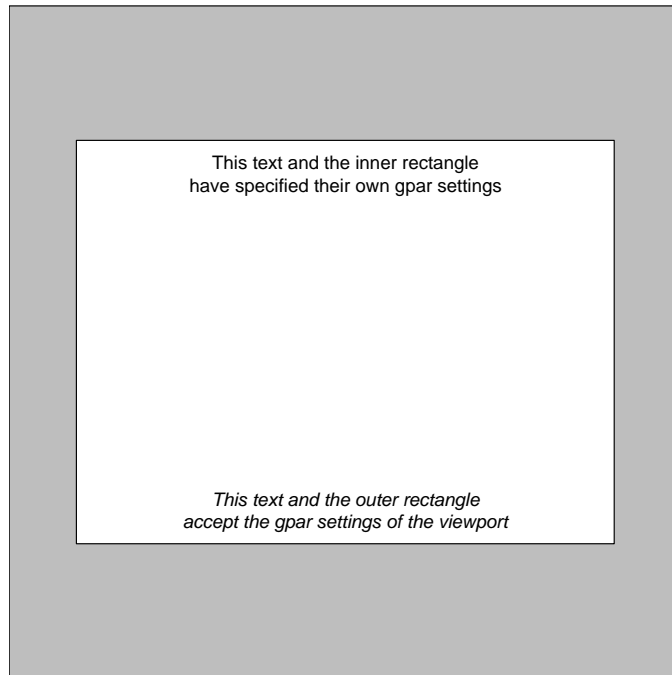 This text and the inner rectangle
have specified their own gpar settings
This text and the outer rectangle
accept the gpar settings of the viewport